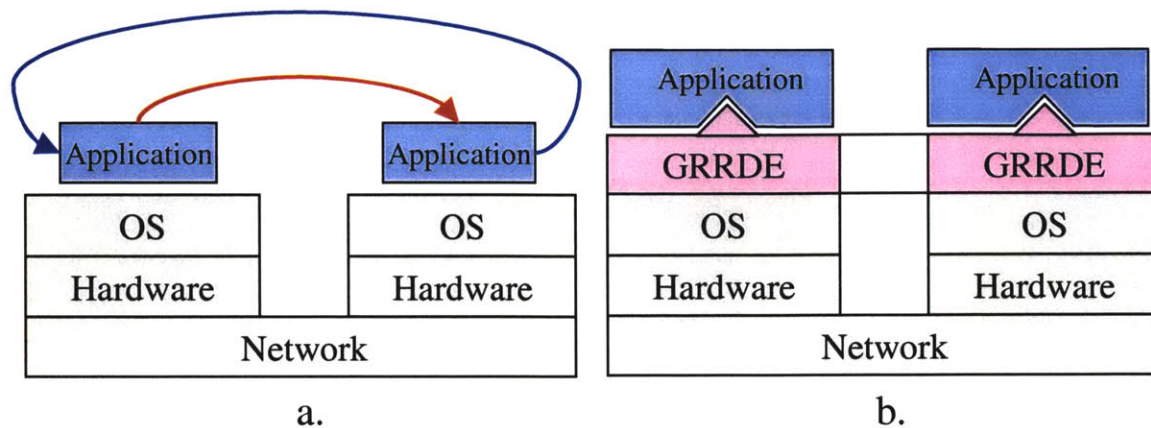 Application
Application
OS
OS
Hardware
Hardware
Network
a.
Application
Application
GRRDE
GRRDE
OS
OS
Hardware
Hardware
Network
b.